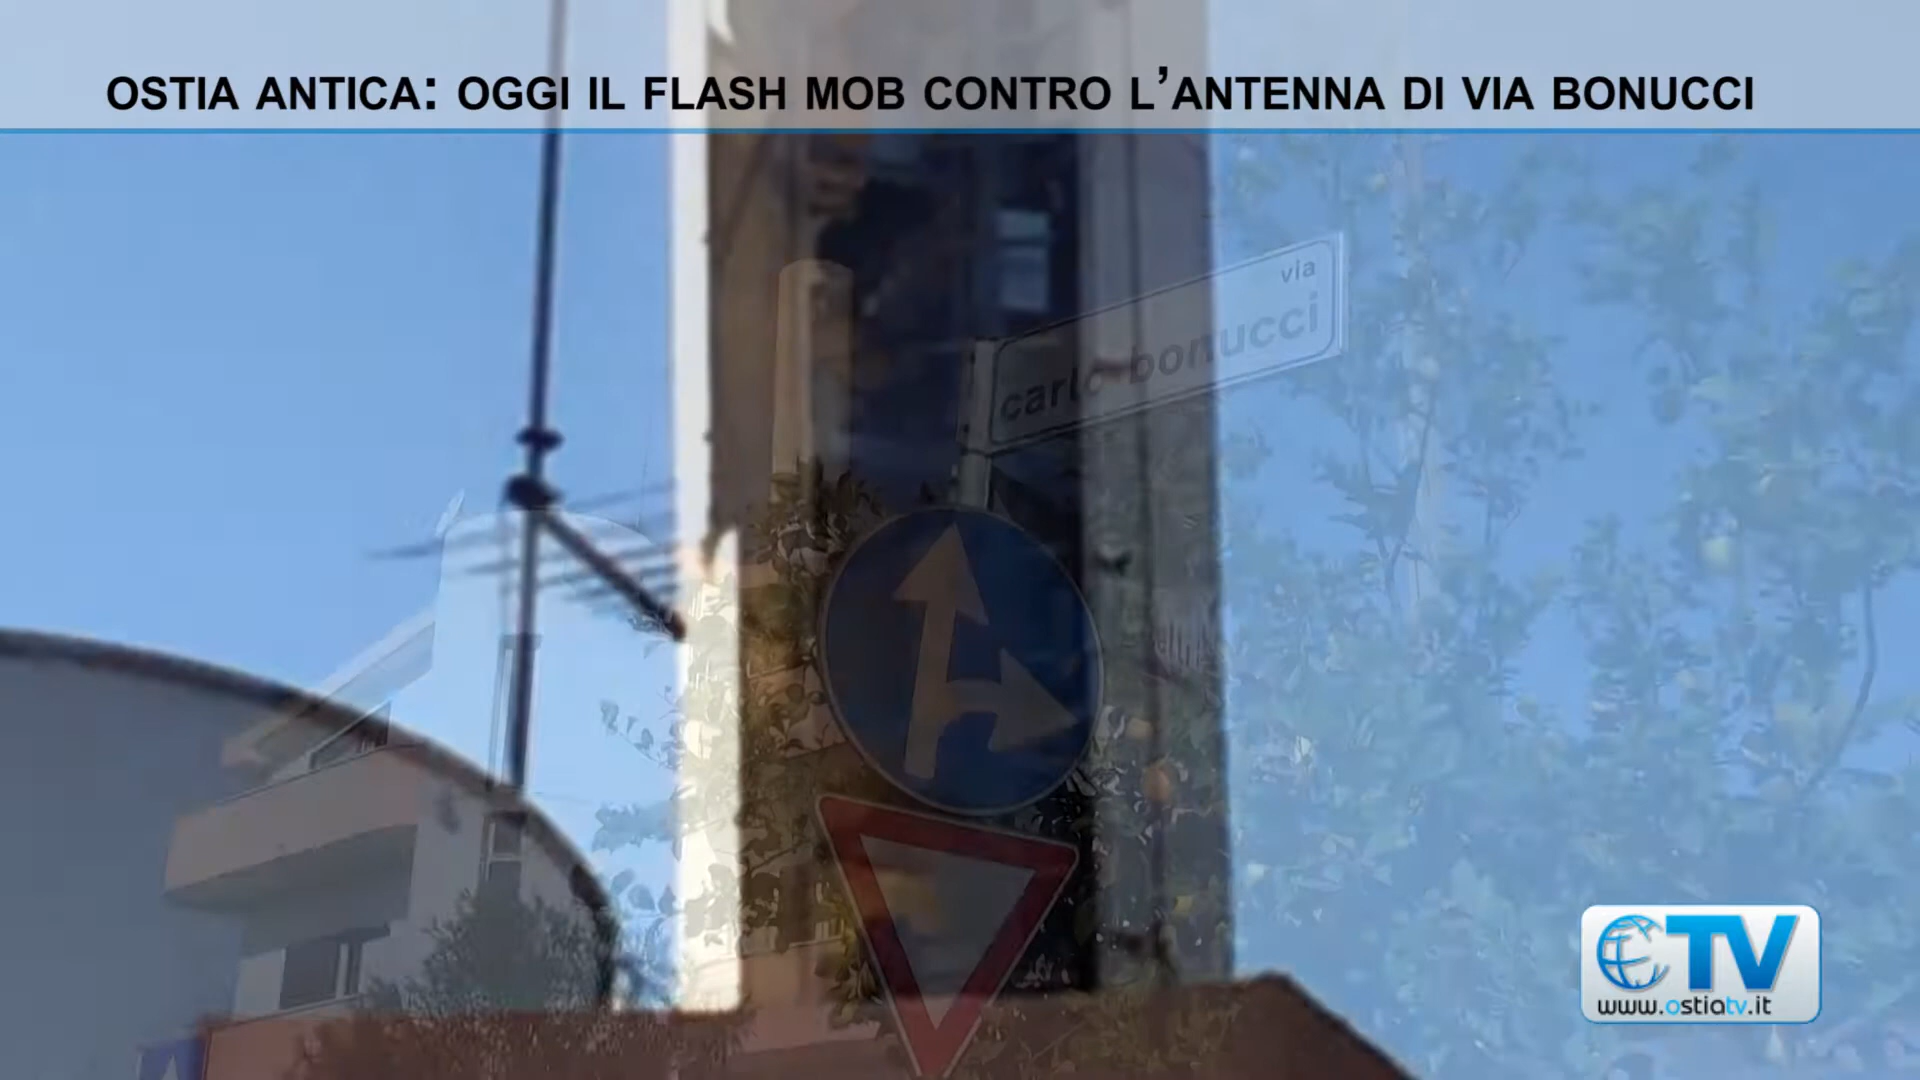 OSTIA ANTICA: OGGI IL FLASH MOB CONTRO L'ANTENNA DI VIA BONUCCI
via
carlo bonucci
TV
www.ostiatv.it